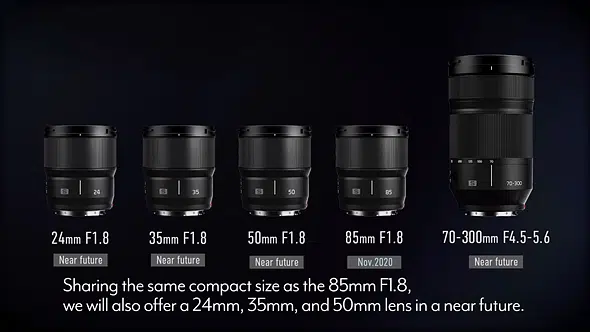 S 24
S 35
S 50
S 85
70
70-300
24mm F1.8
35mm F1.8
50mm F1.8
85mm F1.8
70-300mm F4.5-5.6
Near future
Near future
Near future
Nov.2020
Near future
Sharing the same compact size as the 85mm F1.8,
we will also offer a 24mm, 35mm, and 50mm lens in a near future.